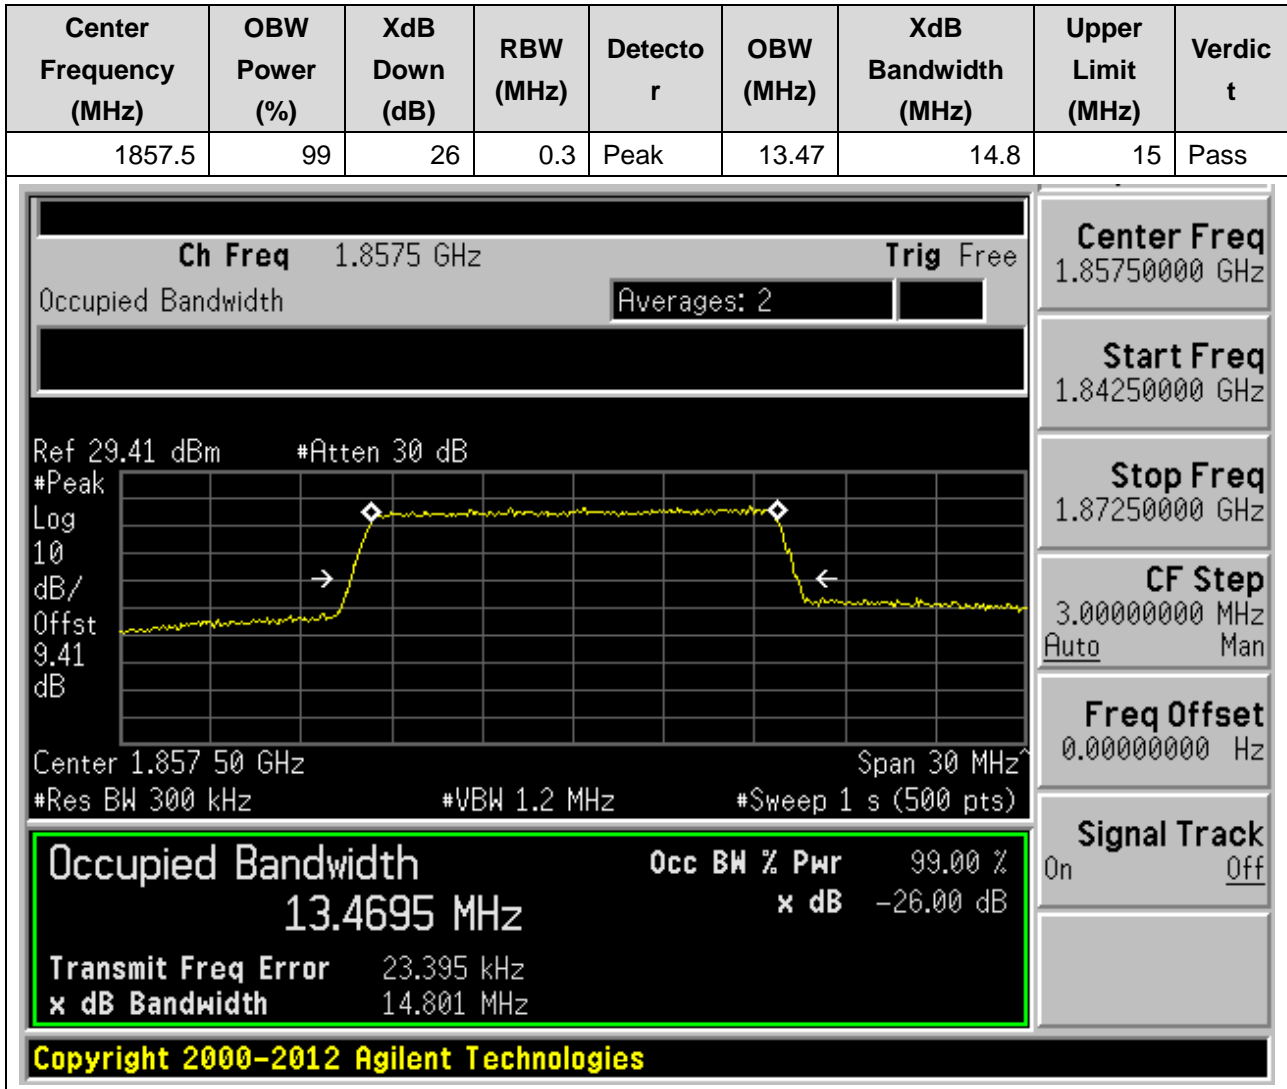 Center Frequency (MHz) OBW Power (%) XdB Down (dB) RBW (MHz) Detecto r OBW (MHz) XdB Bandwidth (MHz) Upper Limit (MHz) Verdic t
1857.5 99 26 0.3 Peak 13.47 14.8 15 Pass
Ch Freq 1.8575 GHz Trig Free
Occupied Bandwidth Averages: 2
Ref 29.41 dBm #Atten 30 dB
#Peak
Log
10
dB/
Offst
9.41
dB
Center 1.857 50 GHz Span 30 MHz^
#Res BW 300 kHz #VBW 1.2 MHz #Sweep 1 s (500 pts)
Occupied Bandwidth Occ BW % Pwr 99.00 %
13.4695 MHz x dB -26.00 dB
Transmit Freq Error 23.395 kHz
x dB Bandwidth 14.801 MHz
Center Freq
1.85750000 GHz
Start Freq
1.84250000 GHz
Stop Freq
1.87250000 GHz
CF Step
3.00000000 MHz
Auto Man
Freq Offset
0.00000000 Hz
Signal Track
On Off
Copyright 2000-2012 Agilent Technologies